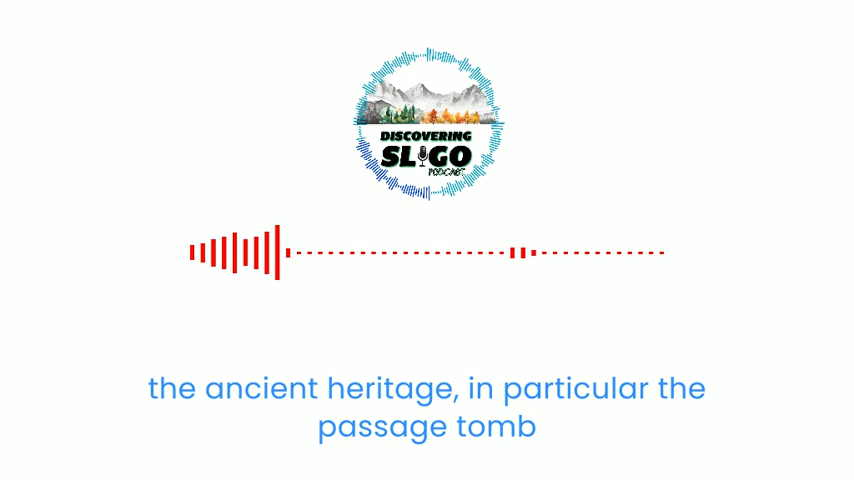 DISCOVERING
SLIGO
PODCAST
the ancient heritage, in particular the
passage tomb